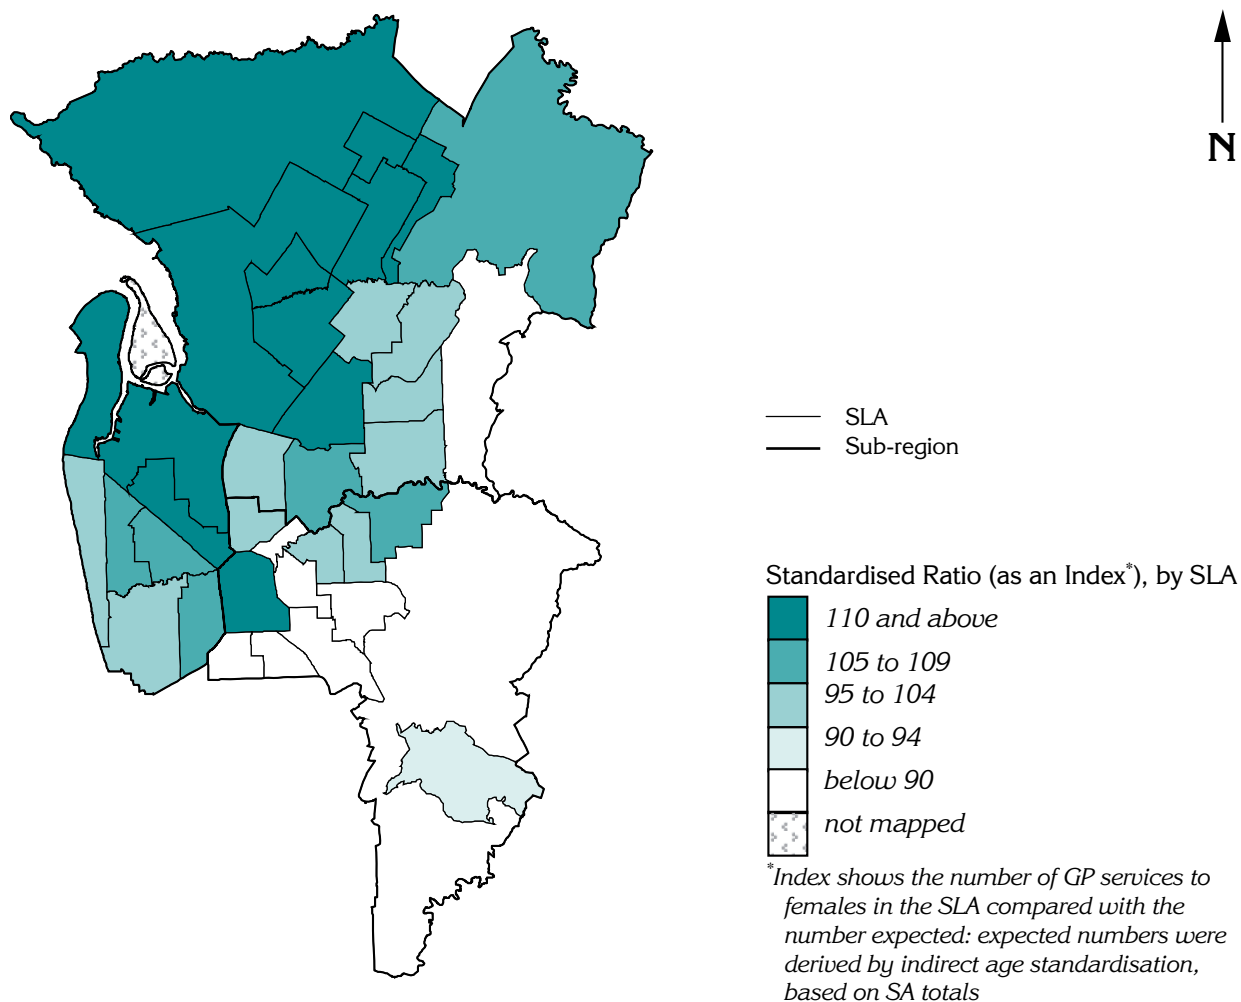 N
SLA
Sub-region
Standardised Ratio (as an Index*), by SLA
110 and above
105 to 109
95 to 104
90 to 94
below 90
not mapped
*Index shows the number of GP services to
females in the SLA compared with the
number expected: expected numbers were
derived by indirect age standardisation,
based on SA totals